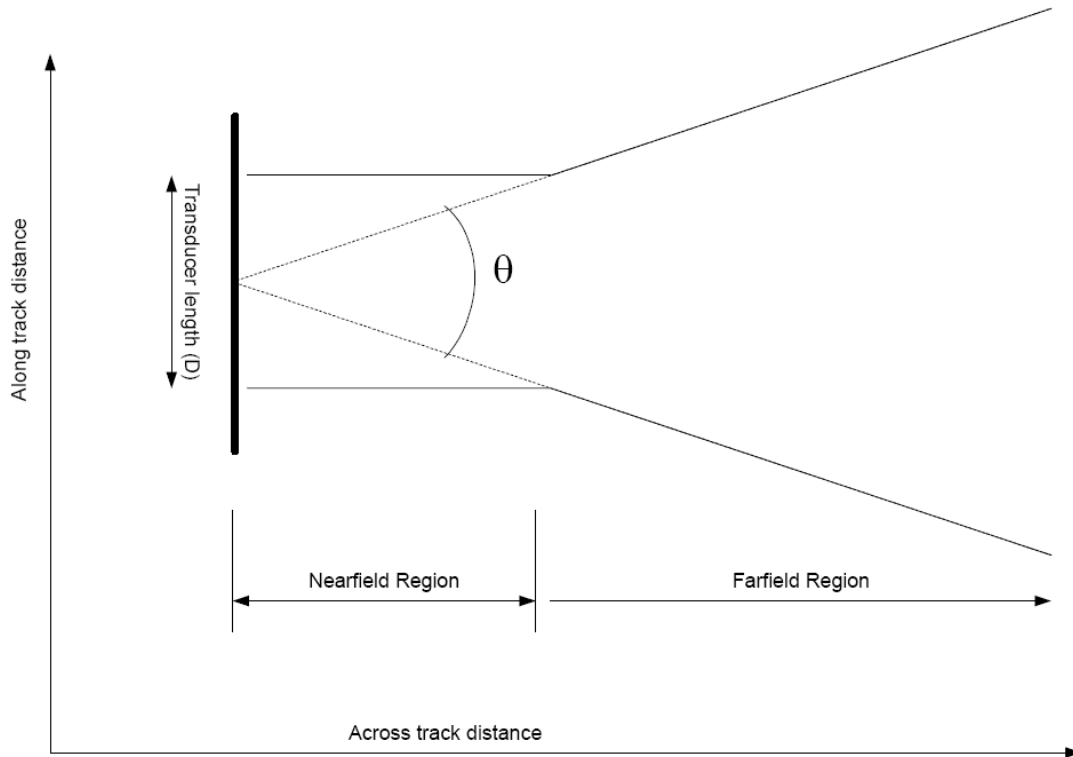 Along track distance
Transducer length (D)
θ
Nearfield Region
Farfield Region
Across track distance